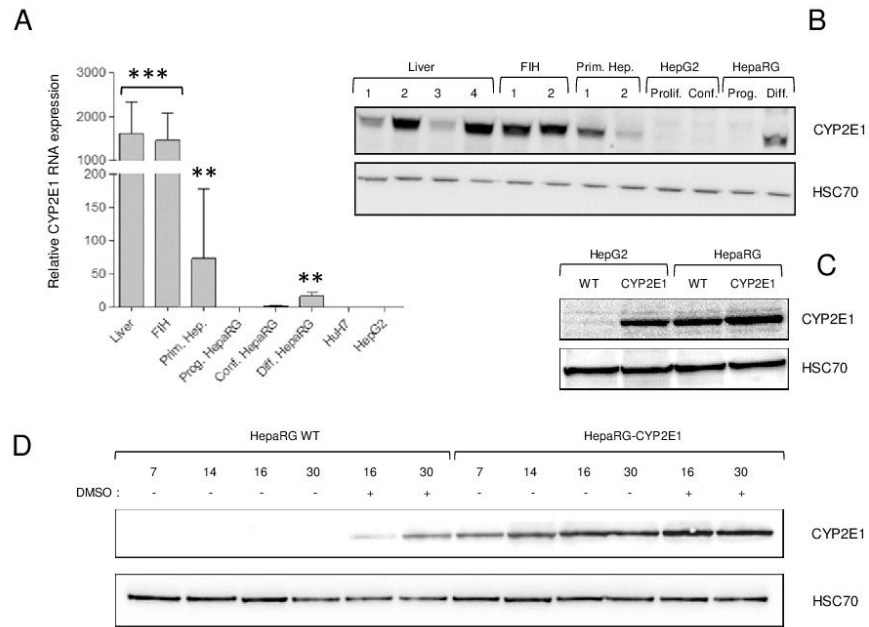 A
Relative CYP2E1 RNA expression
3000
2000
1000
200
150
100
50
0
***
**
**
Liver
FIH
Prim. Hep.
Prog. HepaRG
Conf. HepaRG
Diff. HepaRG
HuH7
HepG2
B
Liver FIH Prim. Hep. HepG2 HepaRG
1 2 3 4 1 2 1 2 Prolif. Conf. Prog. Diff.
CYP2E1
HSC70
C
HepG2 HepaRG
WT CYP2E1 WT CYP2E1
CYP2E1
HSC70
D
HepaRG WT HepaRG-CYP2E1
7 14 16 30 16 30 7 14 16 30 16 30
DMSO : - - - - + + - - - - + +
CYP2E1
HSC70